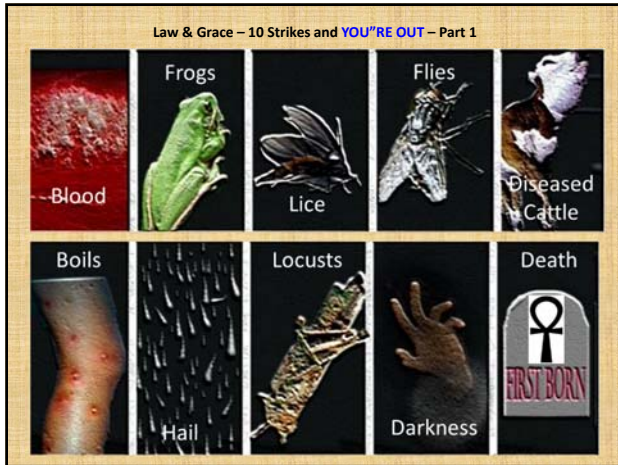 Law & Grace – 10 Strikes and YOU"RE OUT – Part 1
Blood
Frogs
Lice
Flies
Diseased
Cattle
Boils
Hail
Locusts
Darkness
Death
FIRST BORN